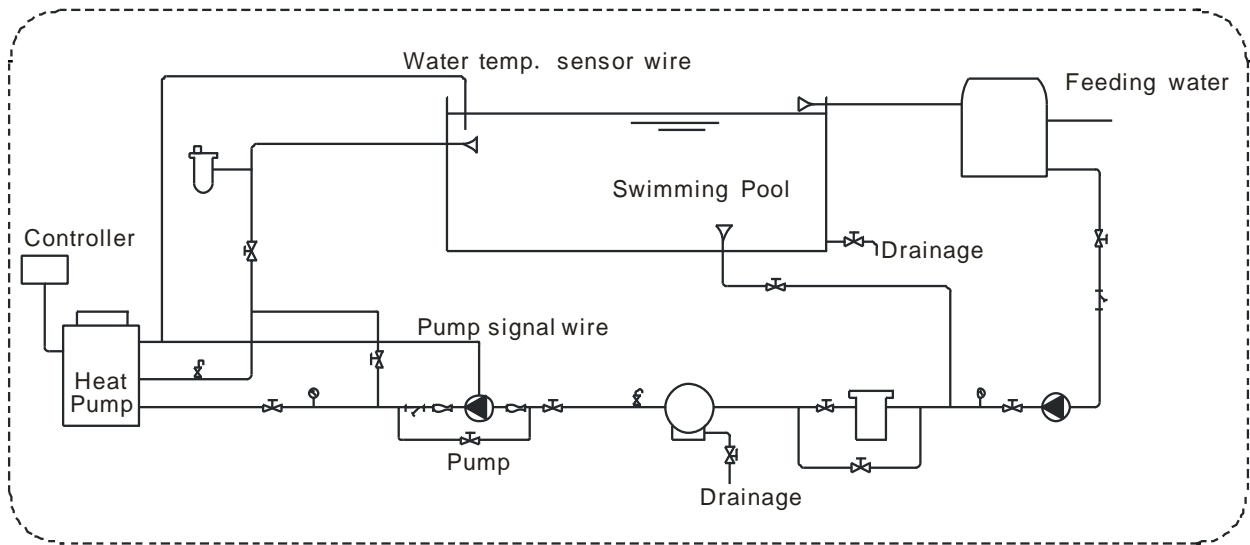 Water temp. sensor wire
Feeding water
Swimming Pool
Controller
Drainage
Pump signal wire
Heat
Pump
Pump
Drainage